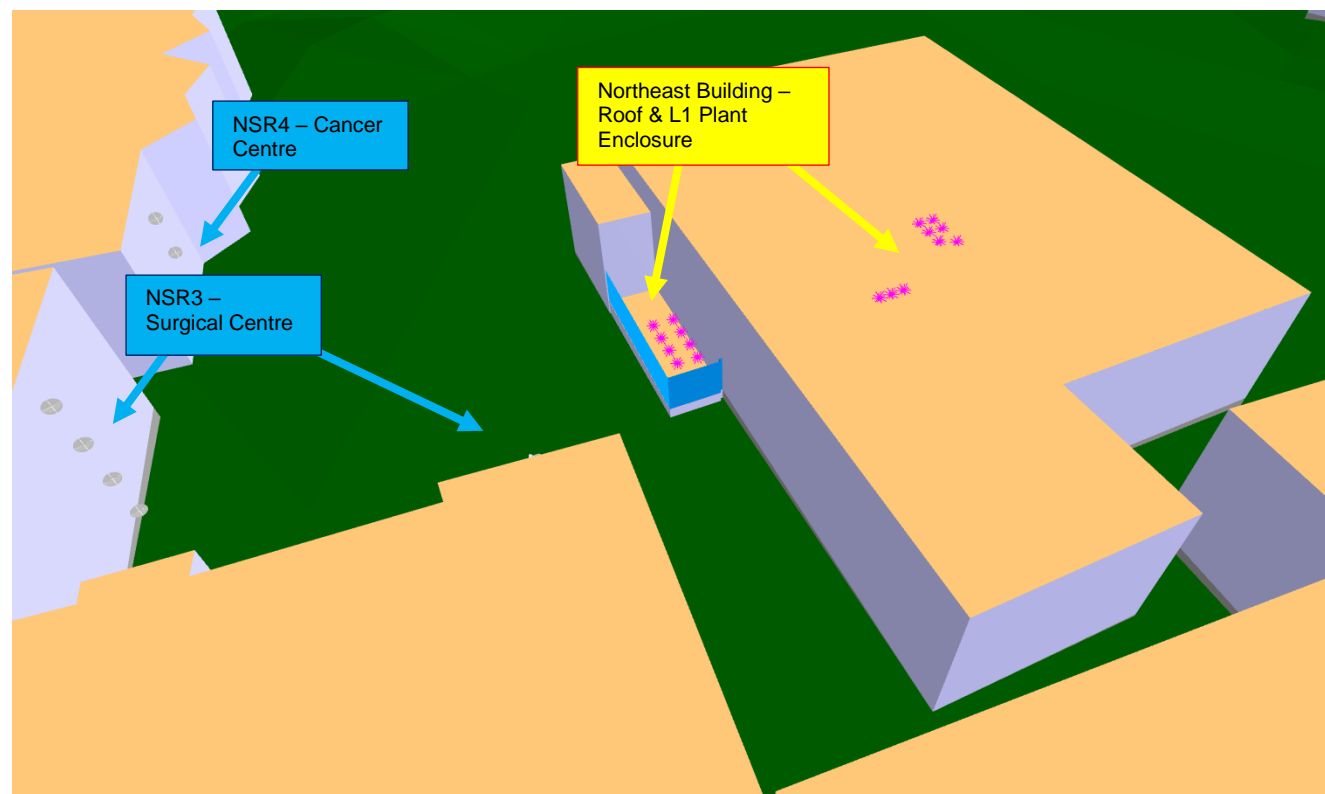 Northeast Building –
Roof & L1 Plant
Enclosure
NSR4 – Cancer
Centre
NSR3 –
Surgical Centre